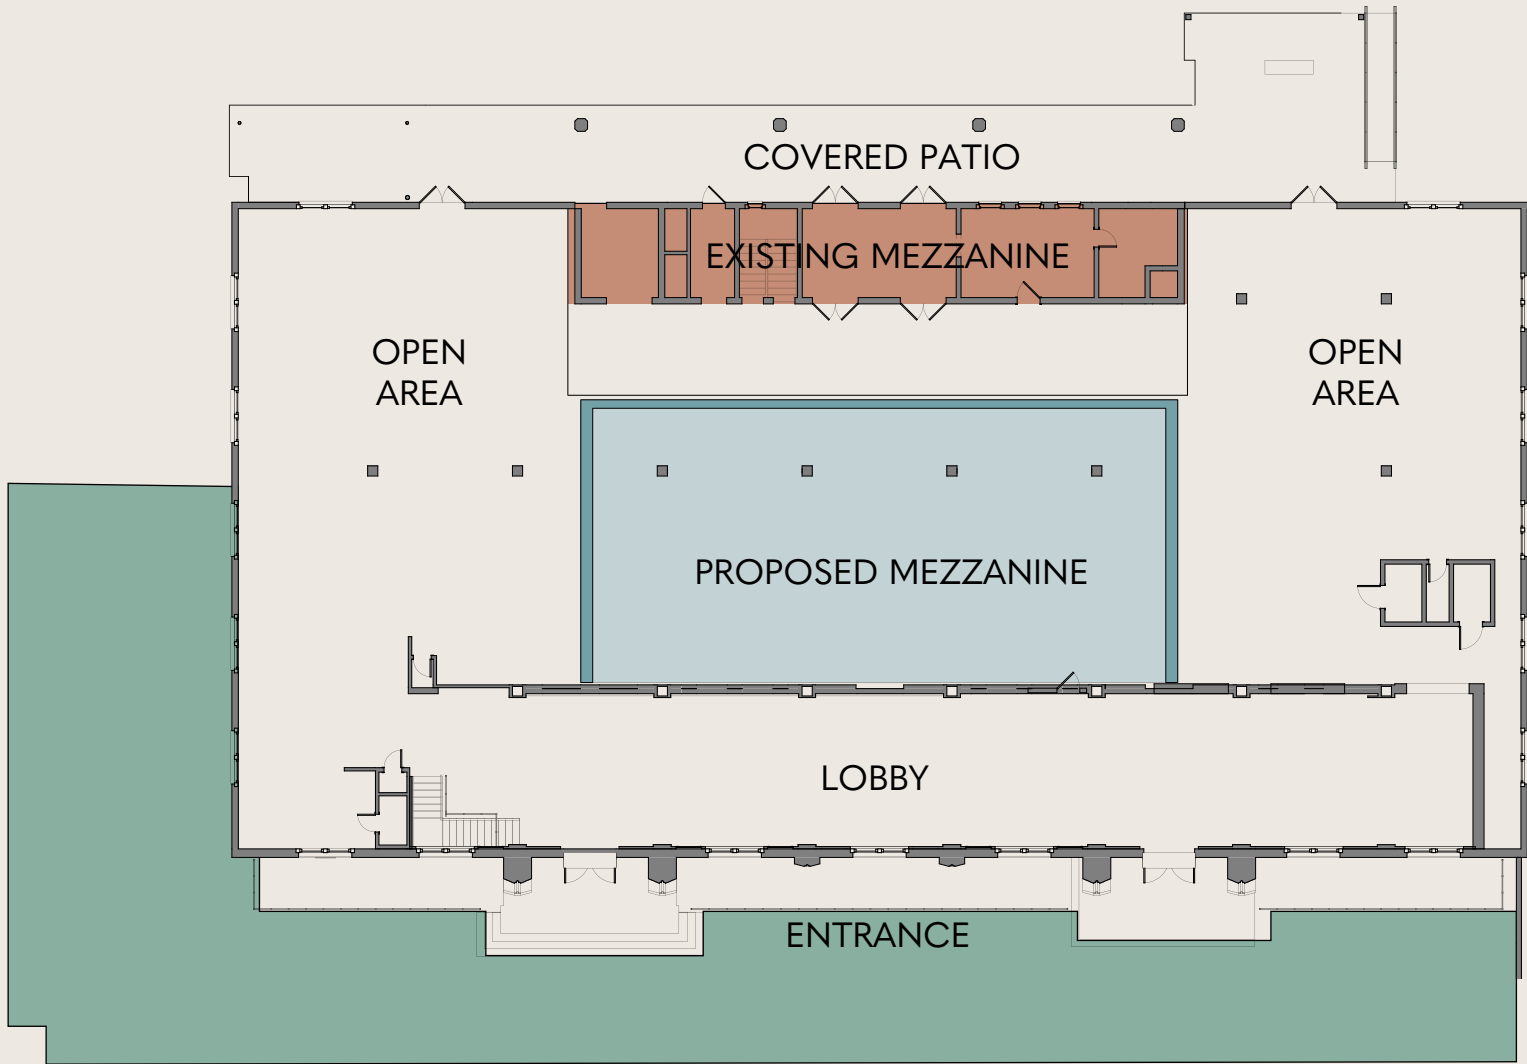 COVERED PATIO
EXISTING MEZZANINE
OPEN
AREA
OPEN
AREA
PROPOSED MEZZANINE
LOBBY
ENTRANCE